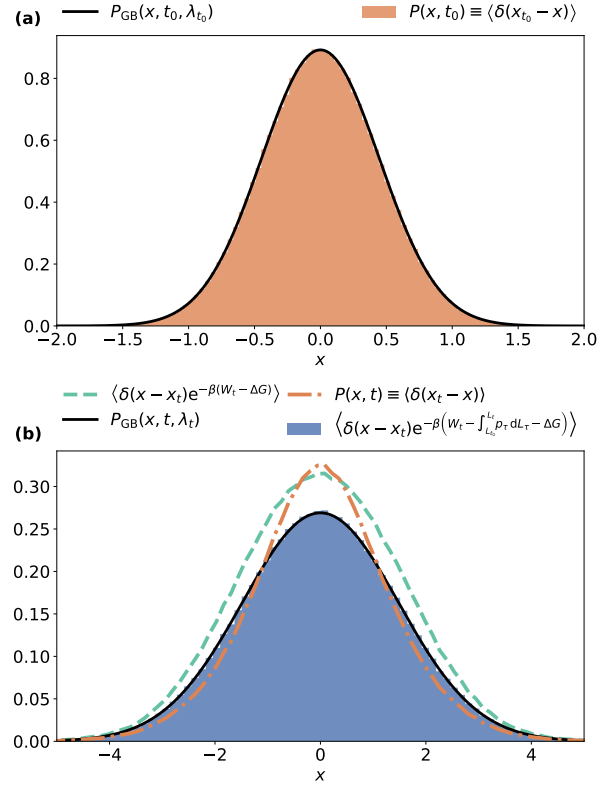 (a)
P_GB(x, t_0, λ_{t_0}) P(x, t_0) ≡ ⟨δ(x_{t_0} − x)⟩
0.8
0.6
0.4
0.2
0.0
−2.0 −1.5 −1.0 −0.5 0.0 0.5 1.0 1.5 2.0
x
⟨δ(x − x_t)e^{−β(W_t − ΔG)}⟩ P(x, t) ≡ ⟨δ(x_t − x)⟩
P_GB(x, t, λ_t) ⟨δ(x − x_t)e^{−β(W_t − ∫_{L_{t_0}}^{L_t} p_τ dL_τ − ΔG)}⟩
(b)
0.30
0.25
0.20
0.15
0.10
0.05
0.00
−4 −2 0 2 4
x